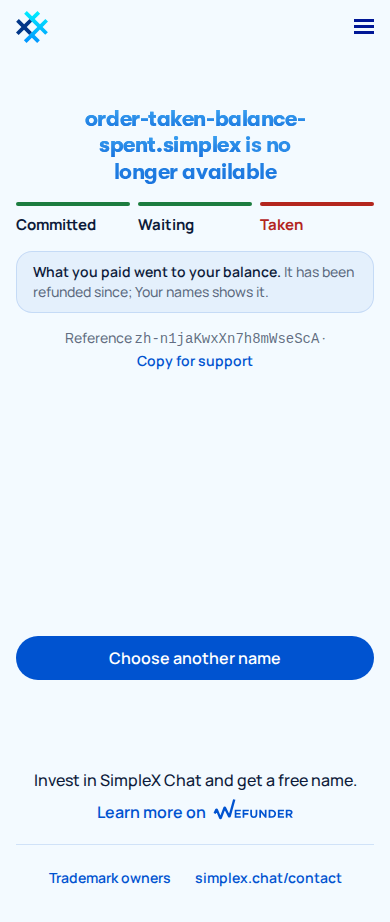 order-taken-balance-
spent.simplex is no
longer available
Committed
Waiting
Taken
What you paid went to your balance. It has been
refunded since; Your names shows it.
Reference zh-n1jaKwxXn7h8mWseScA ·
Copy for support
Choose another name
Invest in SimpleX Chat and get a free name.
Learn more on WEFUNDER
Trademark owners
simplex.chat/contact